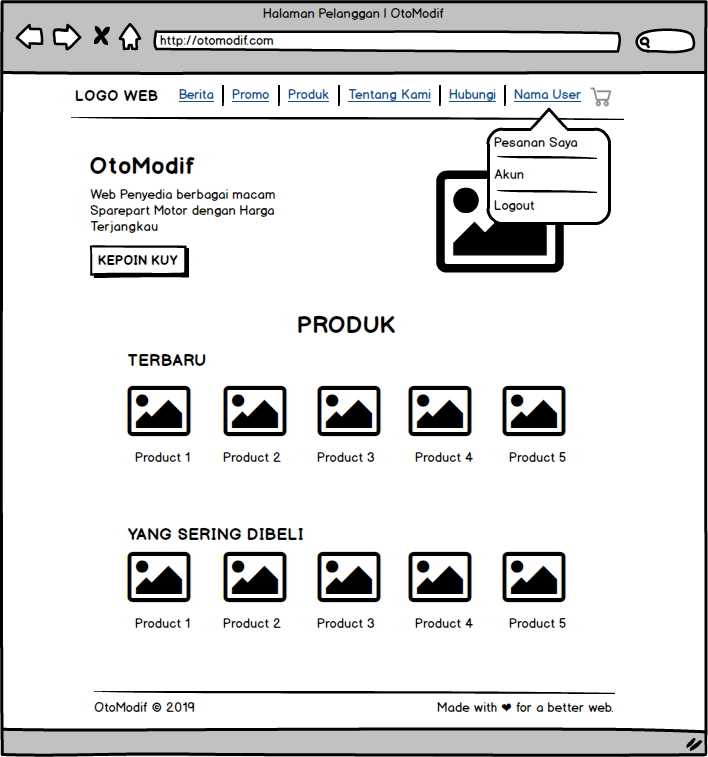 Halaman Pelanggan | OtoModif
http://otomodif.com
LOGO WEB Berita Promo Produk Tentang Kami Hubungi Nama User
Pesanan Saya
Akun
Logout
OtoModif
Web Penyedia berbagai macam
Sparepart Motor dengan Harga
Terjangkau
KEPOIN KUY
PRODUK
TERBARU
Product 1 Product 2 Product 3 Product 4 Product 5
YANG SERING DIBELI
Product 1 Product 2 Product 3 Product 4 Product 5
OtoModif © 2019 Made with ❤ for a better web.